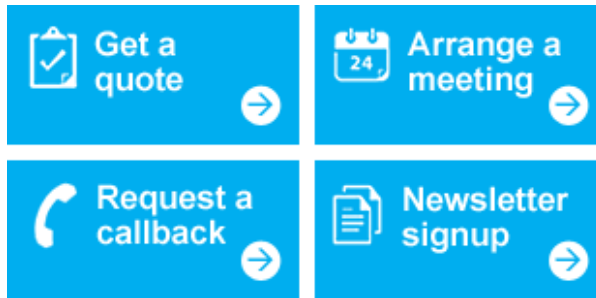 Get a
quote
24
Arrange a
meeting
Request a
callback
Newsletter
signup